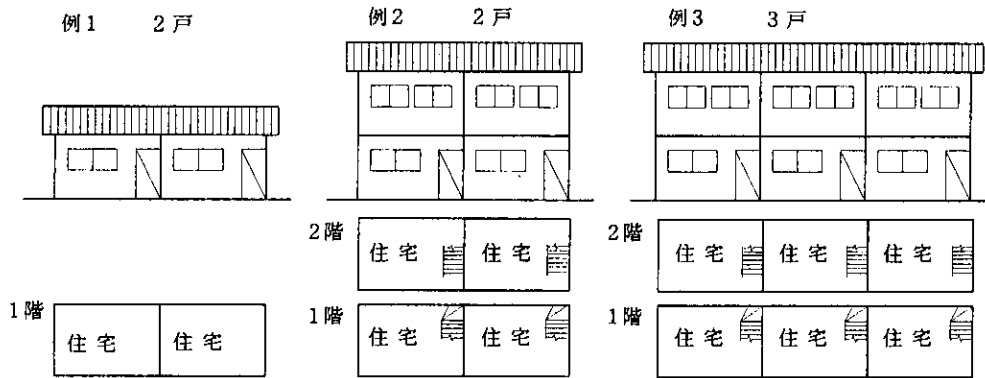 例1 2戸
例2 2戸
例3 3戸
2階 住宅 住宅
2階 住宅 住宅 住宅
1階 住宅 住宅
1階 住宅 住宅
1階 住宅 住宅 住宅